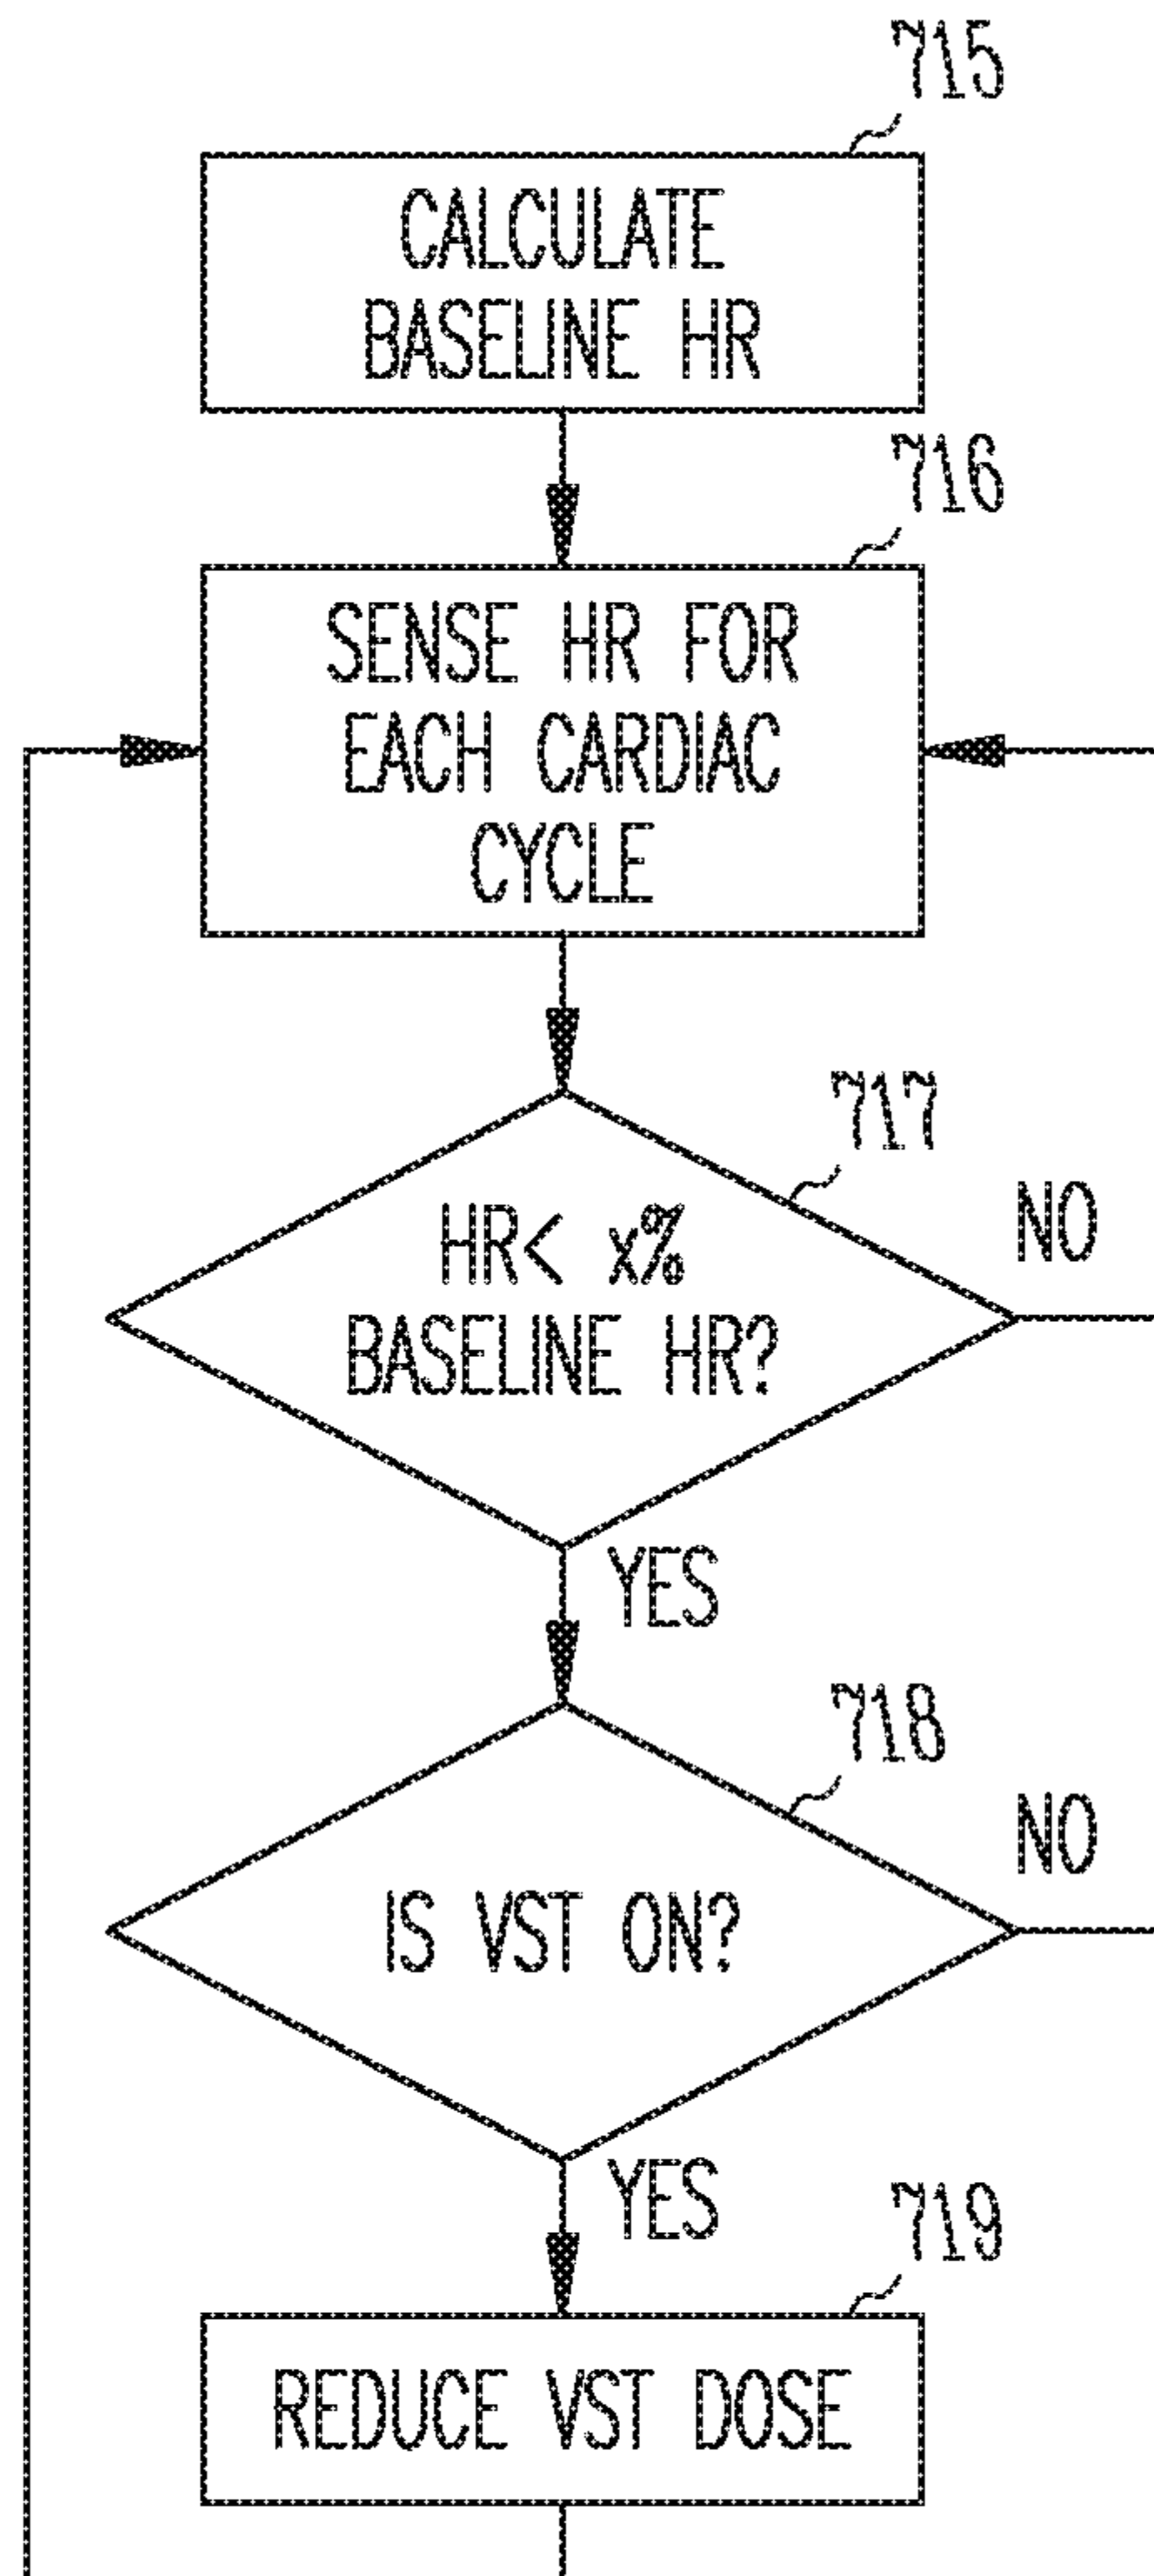 715
CALCULATE
BASELINE HR
716
SENSE HR FOR
EACH CARDIAC
CYCLE
717
HR< x%
BASELINE HR?
NO
YES
718
IS VST ON?
NO
YES
719
REDUCE VST DOSE